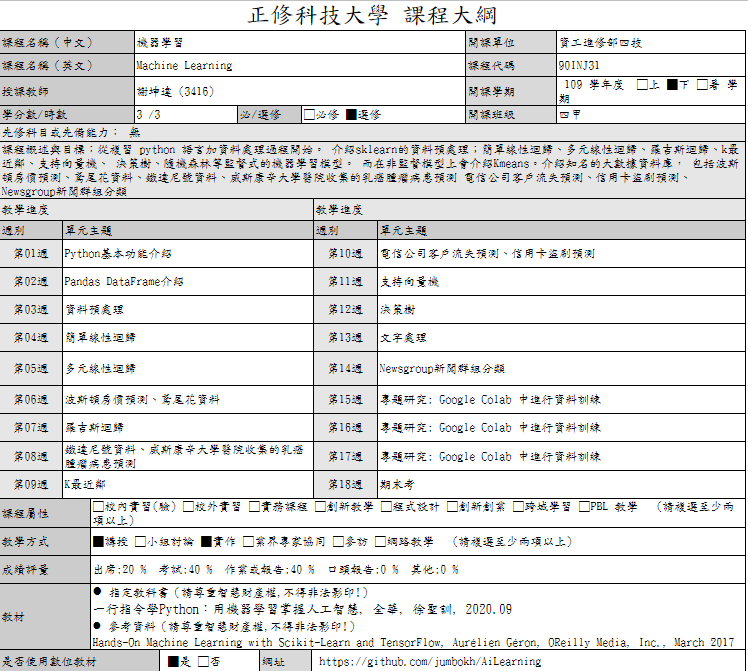 正修科技大學 課程大綱
課程名稱（中文） 機器學習 開課單位 資工進修部四技
課程名稱（英文） Machine Learning 課程代碼 901NJ31
授課教師 謝坤達 (3416) 開課學期 109 學年度 □上 ■下 □暑 學期
學分數/時數 3 /3 必/選修 □必修 ■選修 開課班級 四甲
先修科目或先備能力： 無
課程概述與目標：從複習 python 語言加資料處理過程開始。 介紹sklearn的資料預處理；簡單線性迴歸、多元線性迴歸、羅吉斯迴歸、k最
近鄰、支持向量機、 決策樹、隨機森林等監督式的機器學習模型。 而在非監督模型上會介紹Kmeans。介紹知名的大數據資料庫， 包括波斯
頓房價預測、鳶尾花資料、鐵達尼號資料、威斯康辛大學醫院收集的乳癌腫瘤病患預測 電信公司客戶流失預測、信用卡盜刷預測、
Newsgroup新聞群組分類
教學進度 教學進度
週別 單元主題 週別 單元主題
第01週 Python基本功能介紹 第10週 電信公司客戶流失預測、信用卡盜刷預測
第02週 Pandas DataFrame介紹 第11週 支持向量機
第03週 資料預處理 第12週 決策樹
第04週 簡單線性迴歸 第13週 文字處理
第05週 多元線性迴歸 第14週 Newsgroup新聞群組分類
第06週 波斯頓房價預測、鳶尾花資料 第15週 專題研究: Google Colab 中進行資料訓練
第07週 羅吉斯迴歸 第16週 專題研究: Google Colab 中進行資料訓練
第08週 鐵達尼號資料、威斯康辛大學醫院收集的乳癌腫瘤病患預測 第17週 專題研究: Google Colab 中進行資料訓練
第09週 K最近鄰 第18週 期末考
課程屬性 □校內實習(驗) □校外實習 □實務課程 □創新教學 □程式設計 □創新創業 □跨域學習 □PBL 教學 （請複選至少兩
項以上）
教學方式 ■講授 □小組討論 ■實作 □業界專家協同 □參訪 □網路教學 （請複選至少兩項以上）
成績評量 出席:20 % 考試:40 % 作業或報告:40 % 口頭報告:0 % 其他:0 %
教材
● 指定教科書（請尊重智慧財產權,不得非法影印!）
一行指令學Python：用機器學習掌握人工智慧, 全華, 徐聖訓, 2020.09
● 參考資料（請尊重智慧財產權,不得非法影印!）
Hands-On Machine Learning with Scikit-Learn and TensorFlow, Aurélien Géron, OReilly Media, Inc., March 2017
是否使用數位教材 ■是 □否 網址 https://github.com/jumbokh/AiLearning